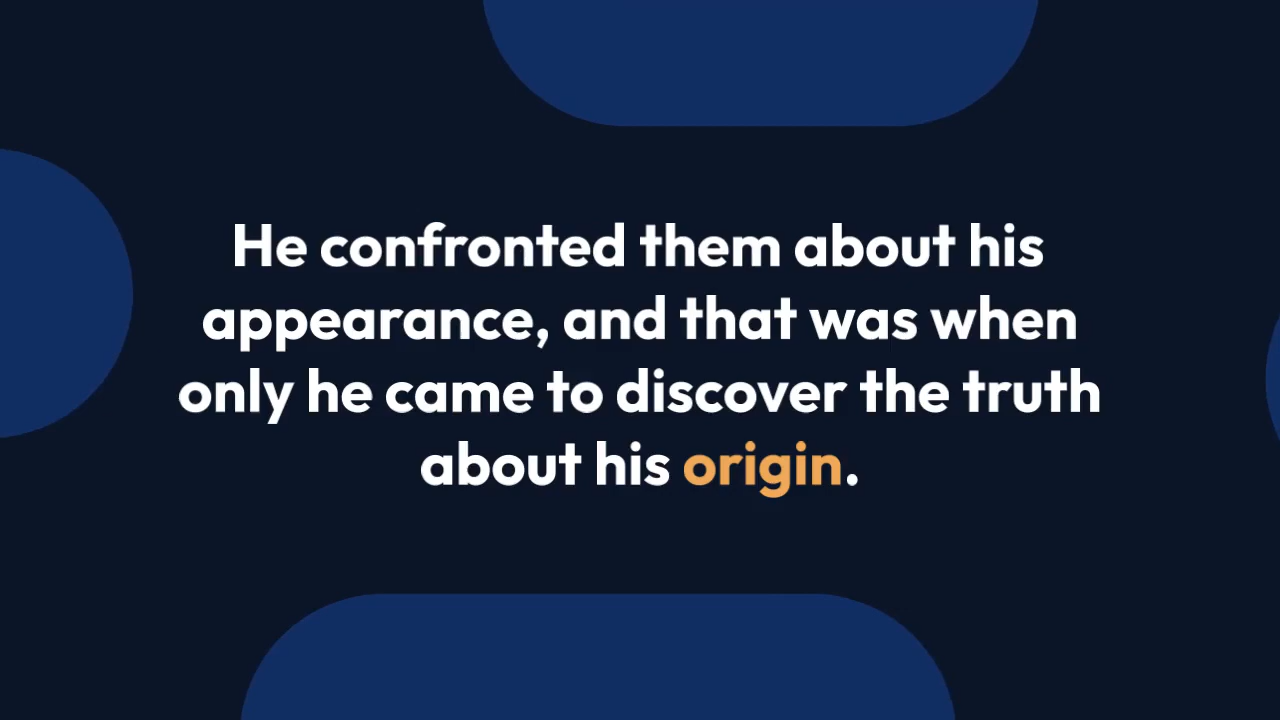 He confronted them about his
appearance, and that was when
only he came to discover the truth
about his origin.